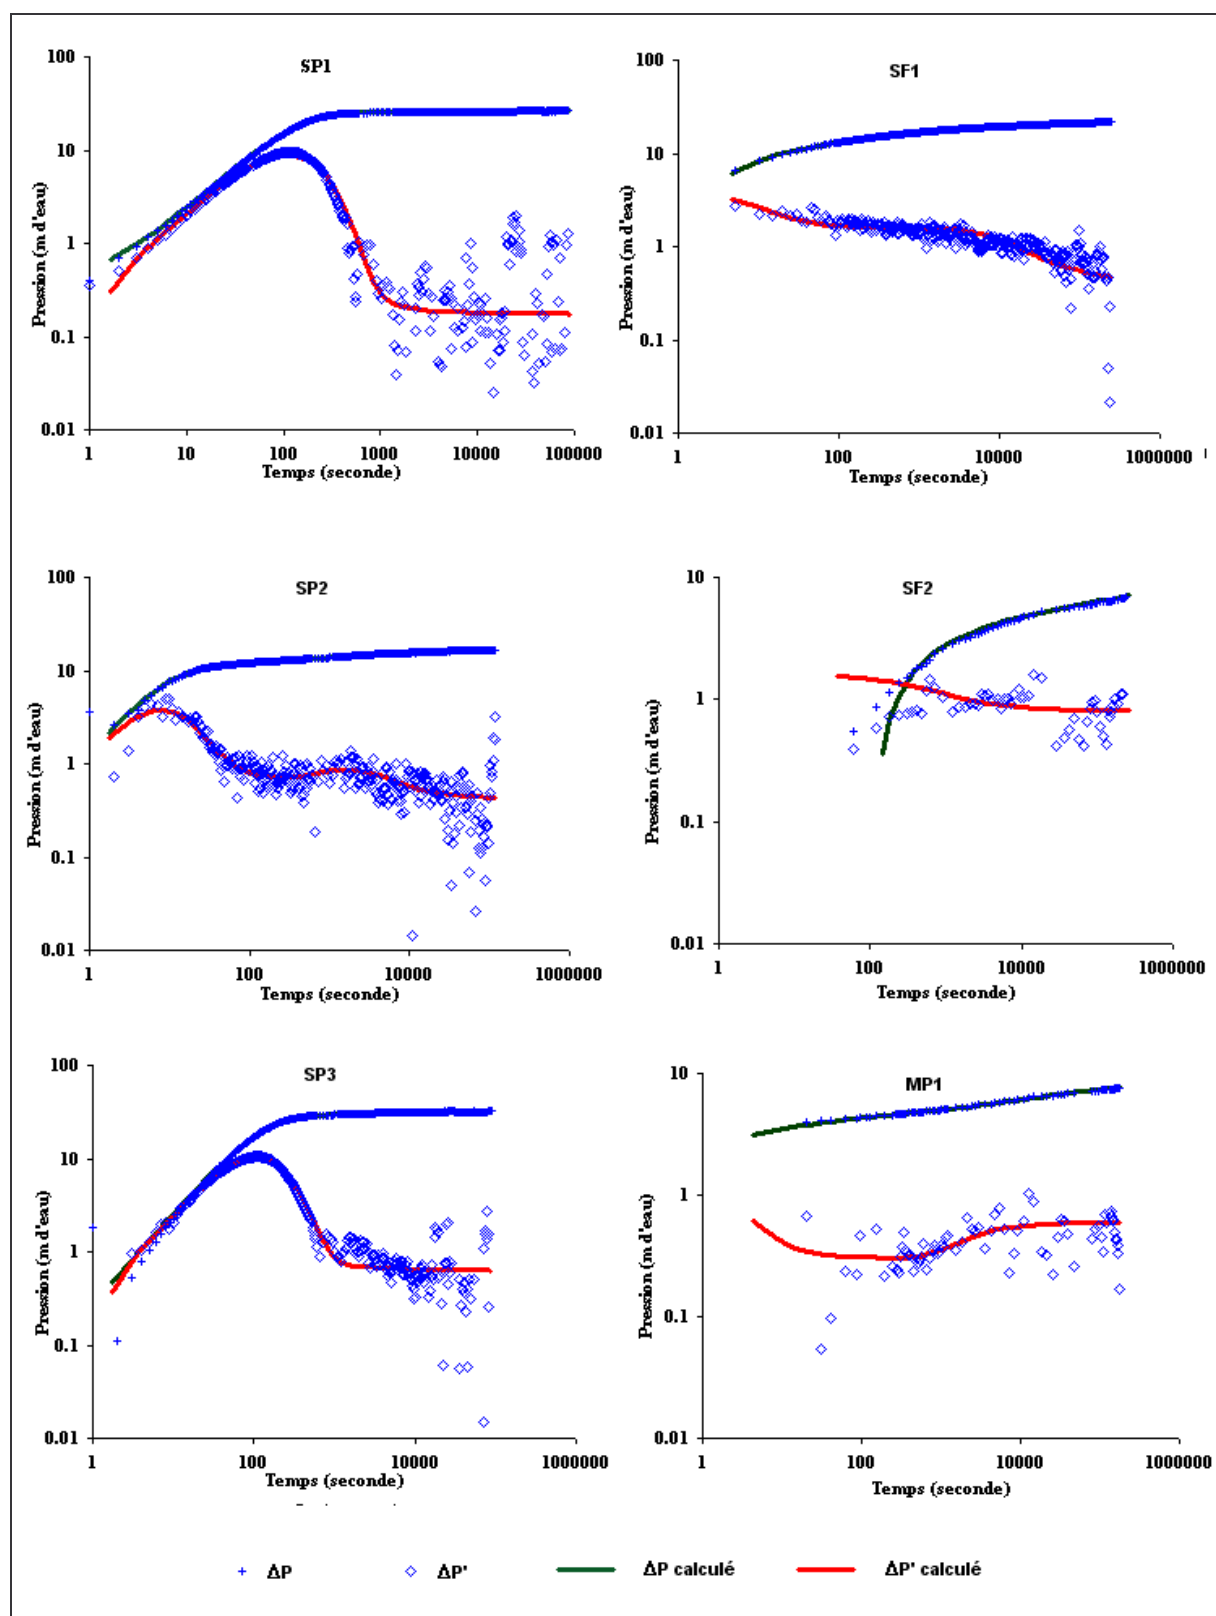 SP1
100
10
1
0.1
0.01
Pression (m d'eau)
1 10 100 1000 10000 100000
Temps (seconde)
SF1
100
10
1
0.1
0.01
Pression (m d'eau)
1 100 10000 1000000
Temps (seconde)
SP2
100
10
1
0.1
0.01
Pression (m d'eau)
1 100 10000 1000000
Temps (seconde)
SF2
10
1
0.1
0.01
Pression (m d'eau)
1 100 10000 1000000
Temps (seconde)
SP3
100
10
1
0.1
0.01
Pression (m d'eau)
1 100 10000 1000000
Temps (seconde)
MP1
10
1
0.1
0.01
Pression (m d'eau)
1 100 10000 1000000
Temps (seconde)
ΔP ΔP' ΔP calculé ΔP' calculé